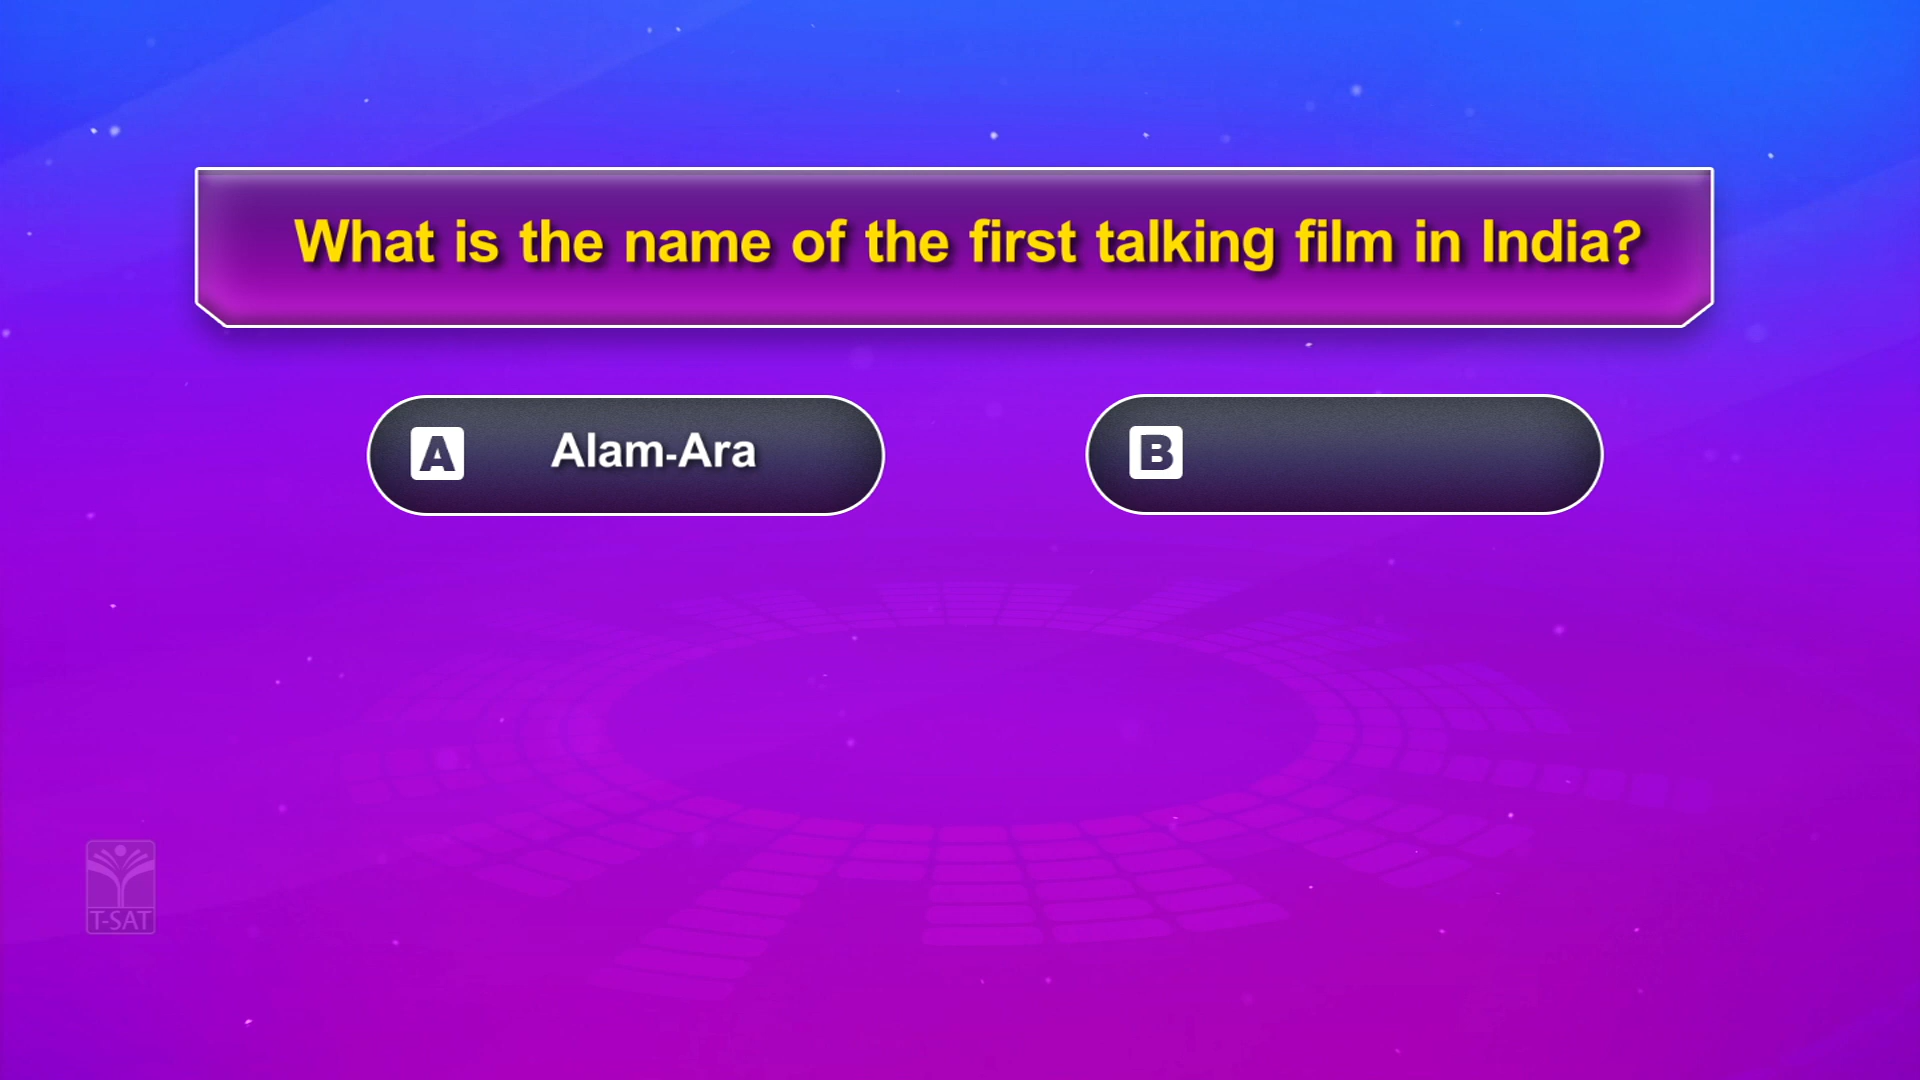 What is the name of the first talking film in India?
A Alam-Ara
B
T-SAT